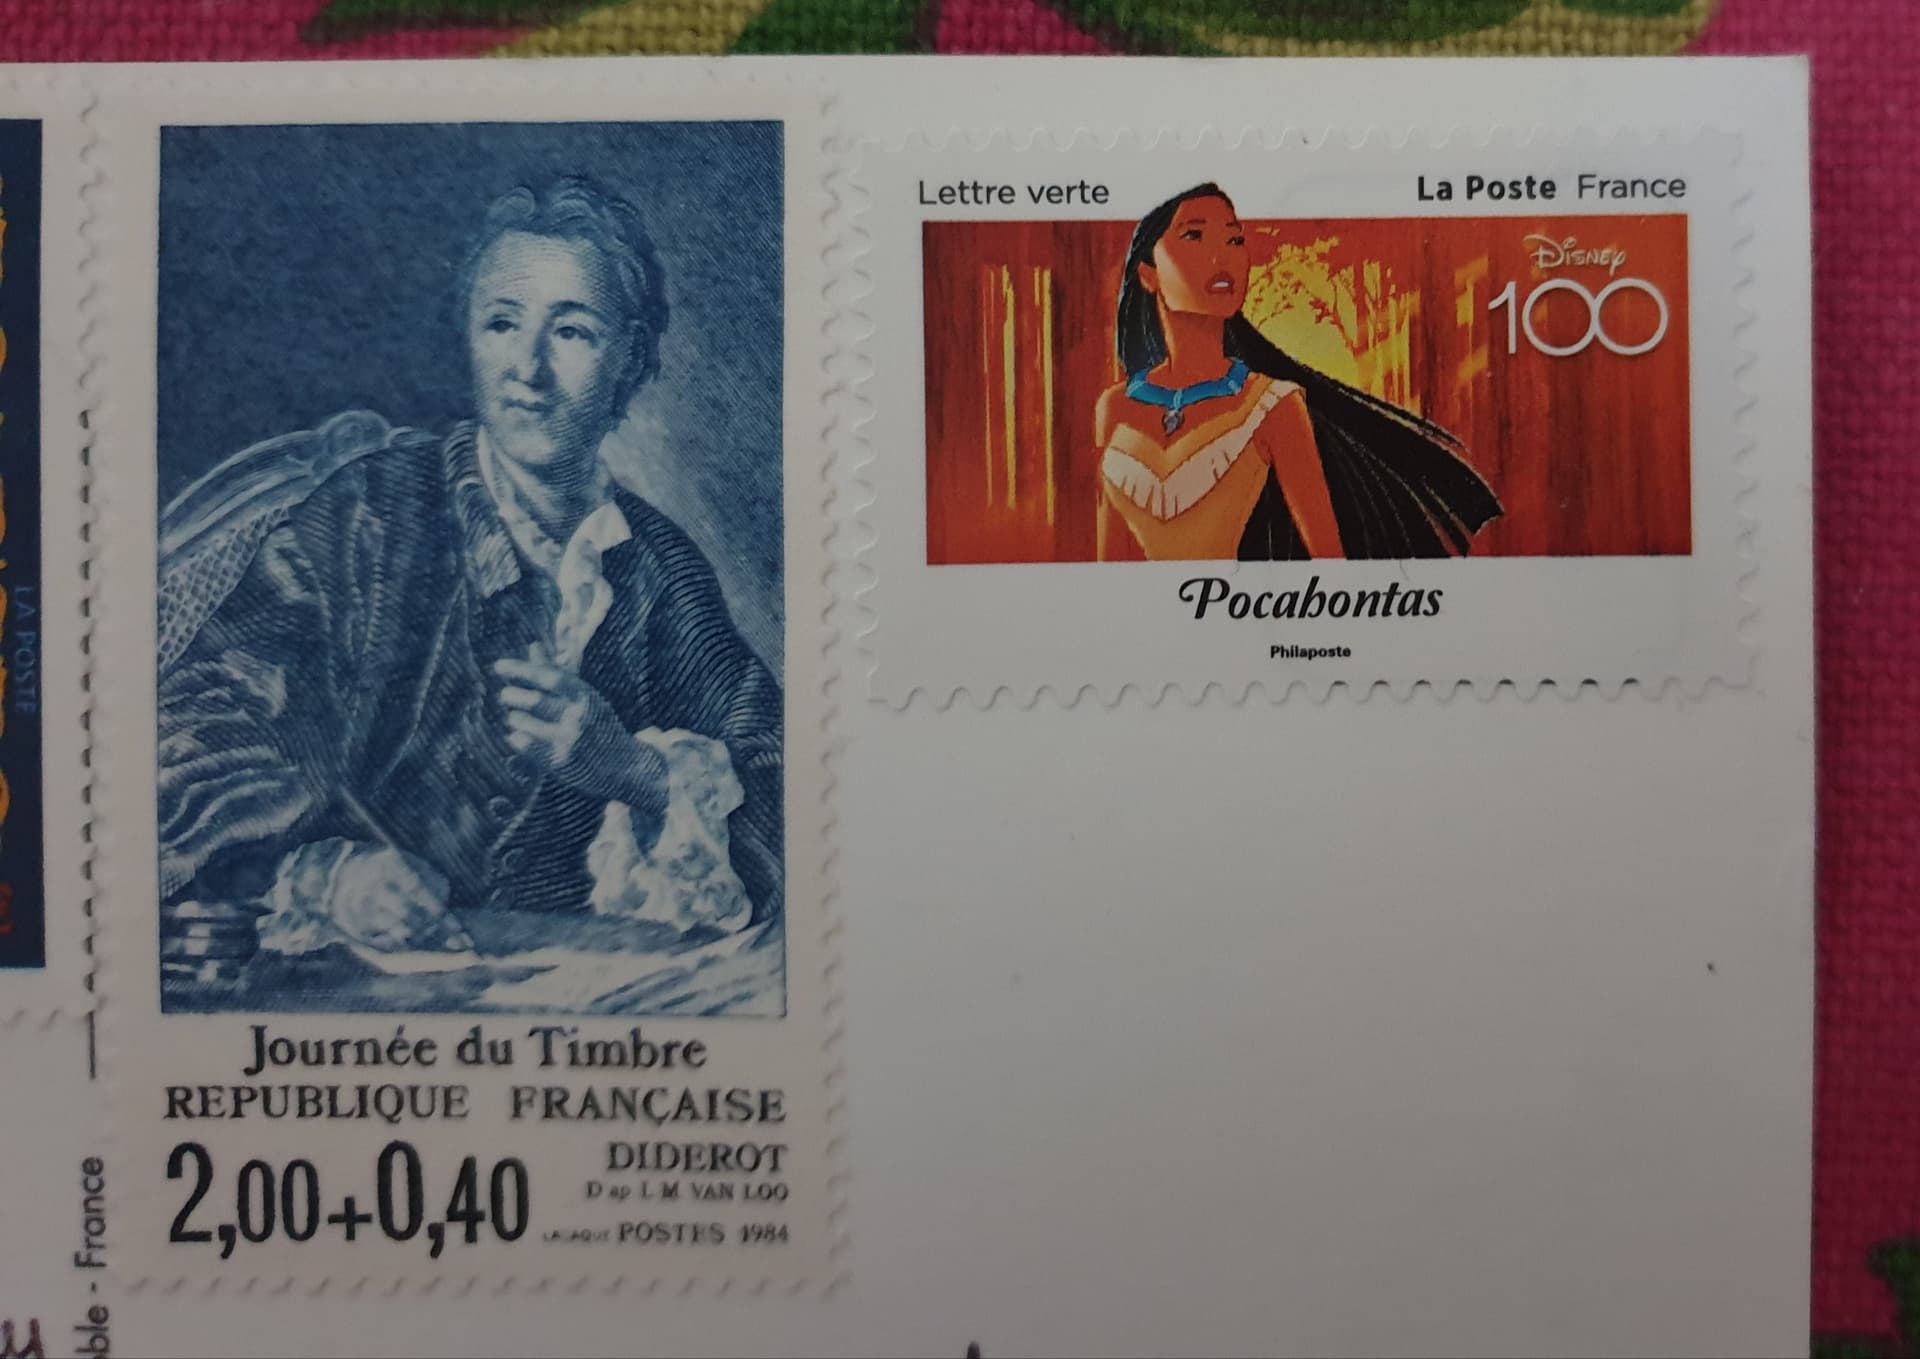 Lettre verte
La Poste France
Disney
100
Pocahontas
Philaposte
Journée du Timbre
REPUBLIQUE FRANÇAISE
2,00+0,40
DIDEROT
D'ap L.M. VAN LOO
POSTES 1984
LA POSTE
France